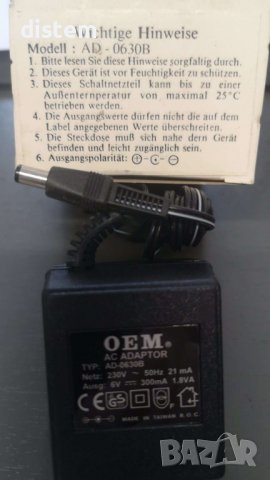 distem
Wichtige Hinweise
Modell : AD - 0630B
1. Bitte lesen Sie diese Hinweise sorgfältig durch.
2. Dieses Gerät ist vor Feuchtigkeit zu schützen.
3. Dieses Schaltnetzteil kann bis zu einer
Außentemperatur von maximal 25°C
betrieben werden.
4. Die Ausgangswerte dürfen nicht die auf dem
Label angegebenen Werte überschreiten.
5. Die Steckdose muß sich nahe dem Gerät
befinden und leicht zugänglich sein.
6. Ausgangspolarität:
OEM®
AC ADAPTOR
TYP: AD-0630B
Netz: 230V ~ 50Hz 21 mA
Ausg: 6V 300mA 1.8VA
CE GS
MADE IN TAIWAN R.O.C
BAZAR